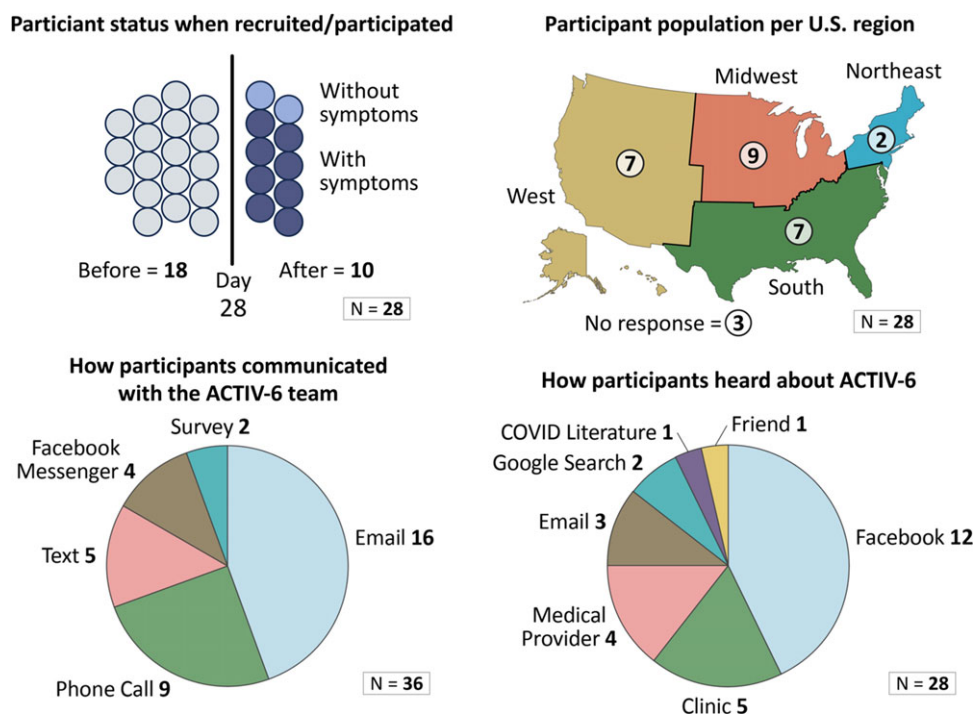 Particiant status when recruited/participated
Without
symptoms
With
symptoms
Before = 18
Day
28
After = 10
N = 28
Participant population per U.S. region
Midwest
Northeast
2
9
7
West
7
South
No response = 3
N = 28
How participants communicated
with the ACTIV-6 team
Survey 2
Facebook
Messenger 4
Email 16
Text 5
Phone Call 9
N = 36
How participants heard about ACTIV-6
Friend 1
COVID Literature 1
Google Search 2
Email 3
Facebook 12
Medical
Provider 4
Clinic 5
N = 28